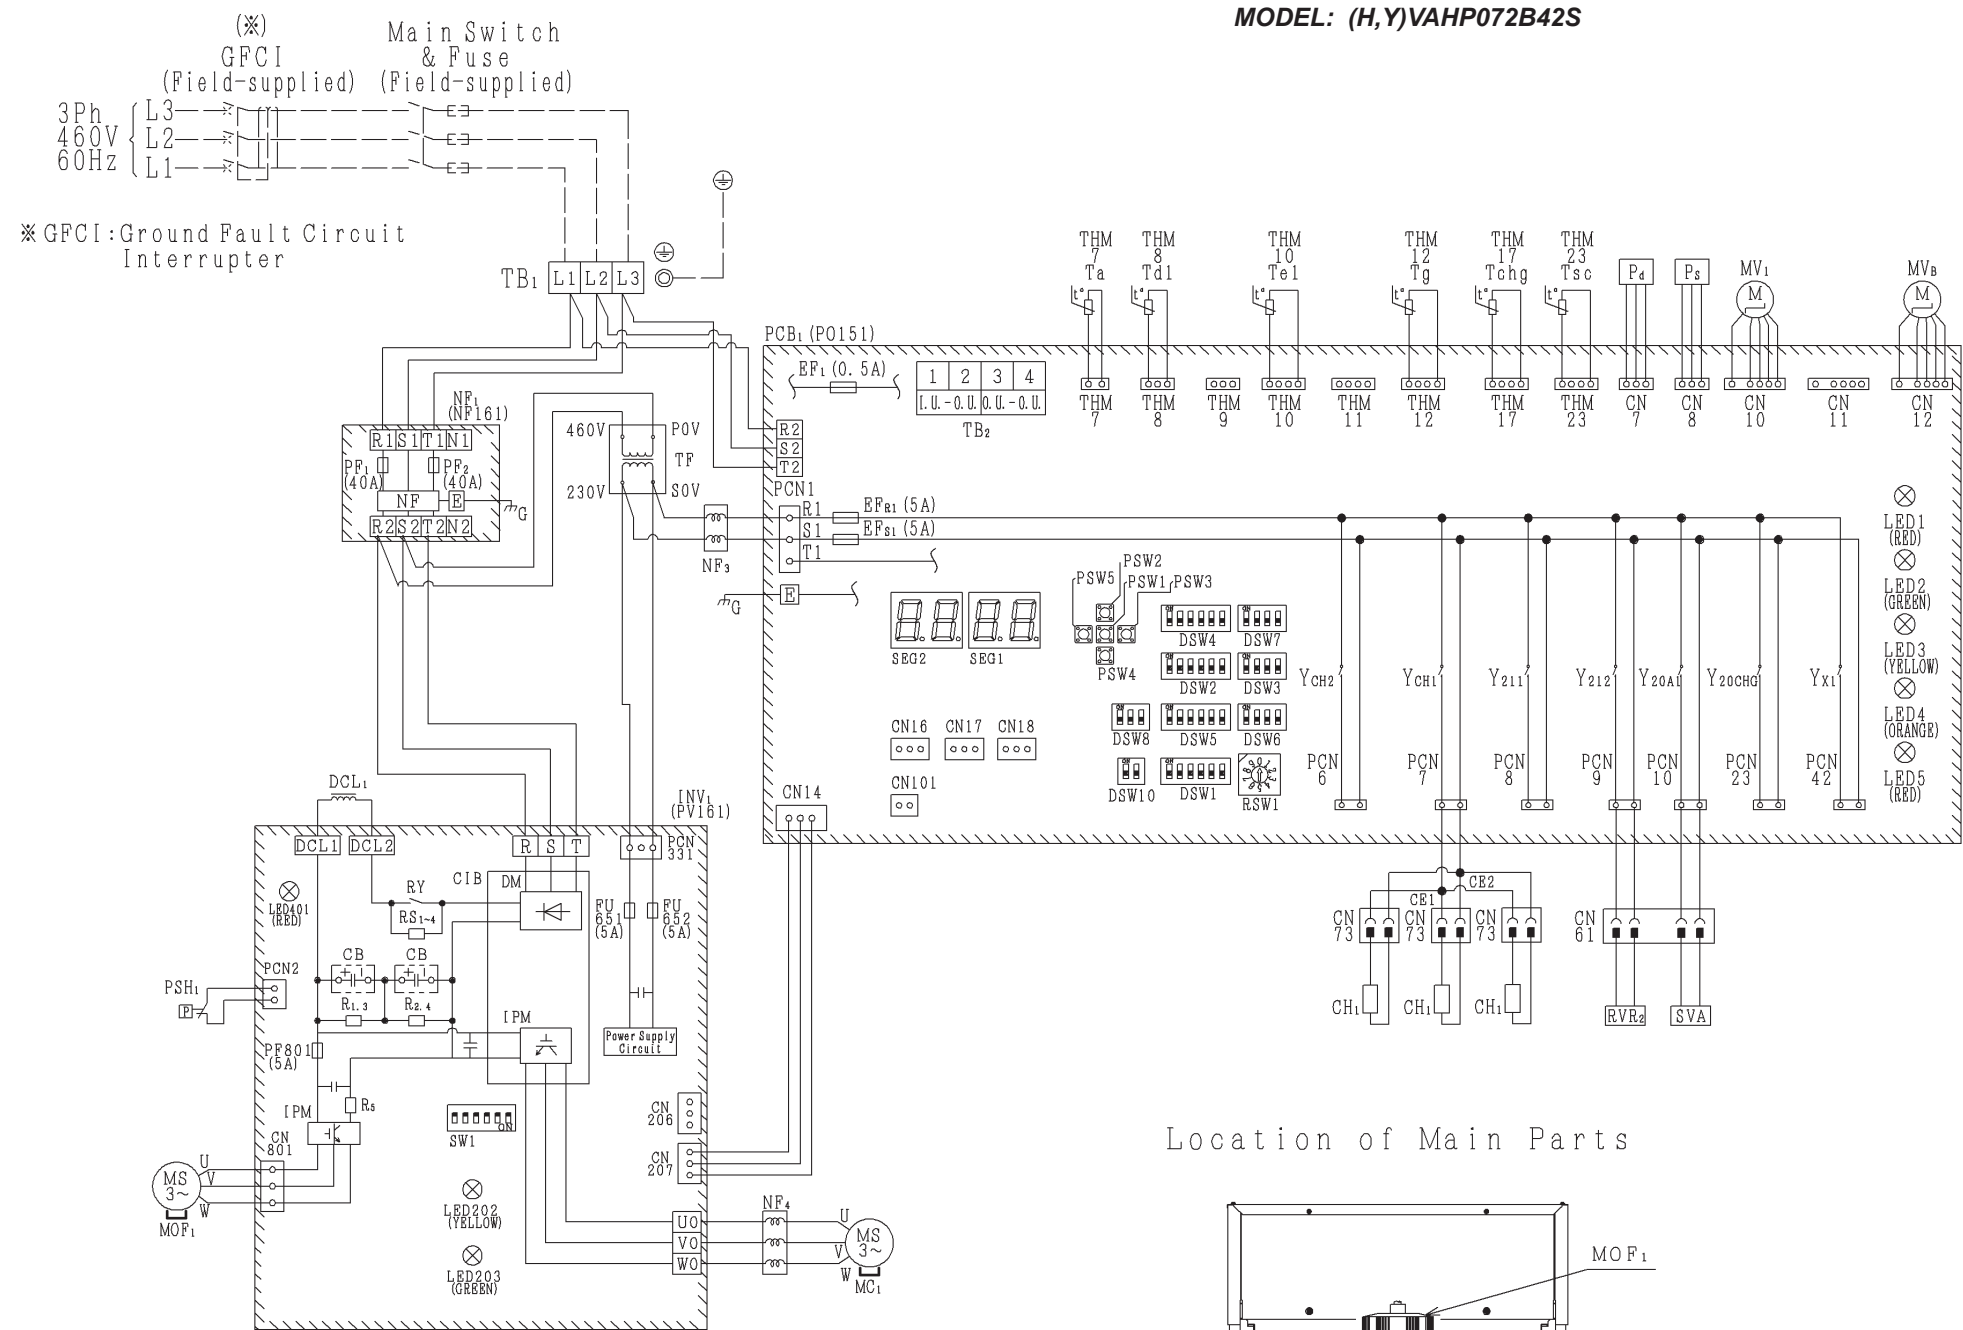 MODEL: (H,Y)VAHP072B42S
(※)
GFCI
(Field-supplied)
Main Switch
& Fuse
(Field-supplied)
3Ph
460V
60Hz
L3
L2
L1
※GFCI:Ground Fault Circuit
Interrupter
TB₁
L1 L2 L3
THM
7
Ta
THM
8
Td1
THM
10
Te1
THM
12
Tg
THM
17
Tchg
THM
23
Tsc
Pd
Ps
MV₁
M
MVB
M
t° t° t° t° t° t°
PCB₁(PO151)
EF₁(0.5A)
1 2 3 4
I.U.-O.U. O.U.-O.U.
TB₂
THM
7
THM
8
THM
9
THM
10
THM
11
THM
12
THM
17
THM
23
CN
7
CN
8
CN
10
CN
11
CN
12
NF₁
(NF161)
R1 S1 T1 N1
PF₁
(40A)
PF₂
(40A)
NF
E
G
R2 S2 T2 N2
460V
POV
TF
230V
SOV
NF₃
R2
S2
T2
PCN1
R1
S1
T1
EFR1(5A)
EFS1(5A)
E
G
SEG2
SEG1
PSW2
PSW5
PSW1
PSW3
PSW4
ON
DSW4
ON
DSW7
ON
DSW2
ON
DSW3
ON
DSW8
ON
DSW5
ON
DSW6
ON
DSW10
ON
DSW1
RSW1
CN16
CN17
CN18
CN101
CN14
YCH2
YCH1
Y211
Y212
Y20A1
Y20CHG
YX1
PCN
6
PCN
7
PCN
8
PCN
9
PCN
10
PCN
23
PCN
42
LED1
(RED)
LED2
(GREEN)
LED3
(YELLOW)
LED4
(ORANGE)
LED5
(RED)
CE2
CE1
CN
73
CN
73
CN
73
CN
61
CH₁
CH₁
CH₁
RVR₂
SVA
DCL₁
INV₁
(PV161)
DCL1
DCL2
R S T
PCN
331
LED401
(RED)
RY
RS₁~₄
CIB
DM
FU
651
(5A)
FU
652
(5A)
PSH₁
P
PCN2
CB
CB
R₁.₃
R₂.₄
IPM
Power Supply
Circuit
PF801
(5A)
R₅
IPM
CN
801
ON
SW1
CN
206
CN
207
U
V
W
MS
3~
MOF₁
LED202
(YELLOW)
LED203
(GREEN)
U0
V0
W0
NF₄
U
V
W
MS
3~
MC₁
Location of Main Parts
MOF₁